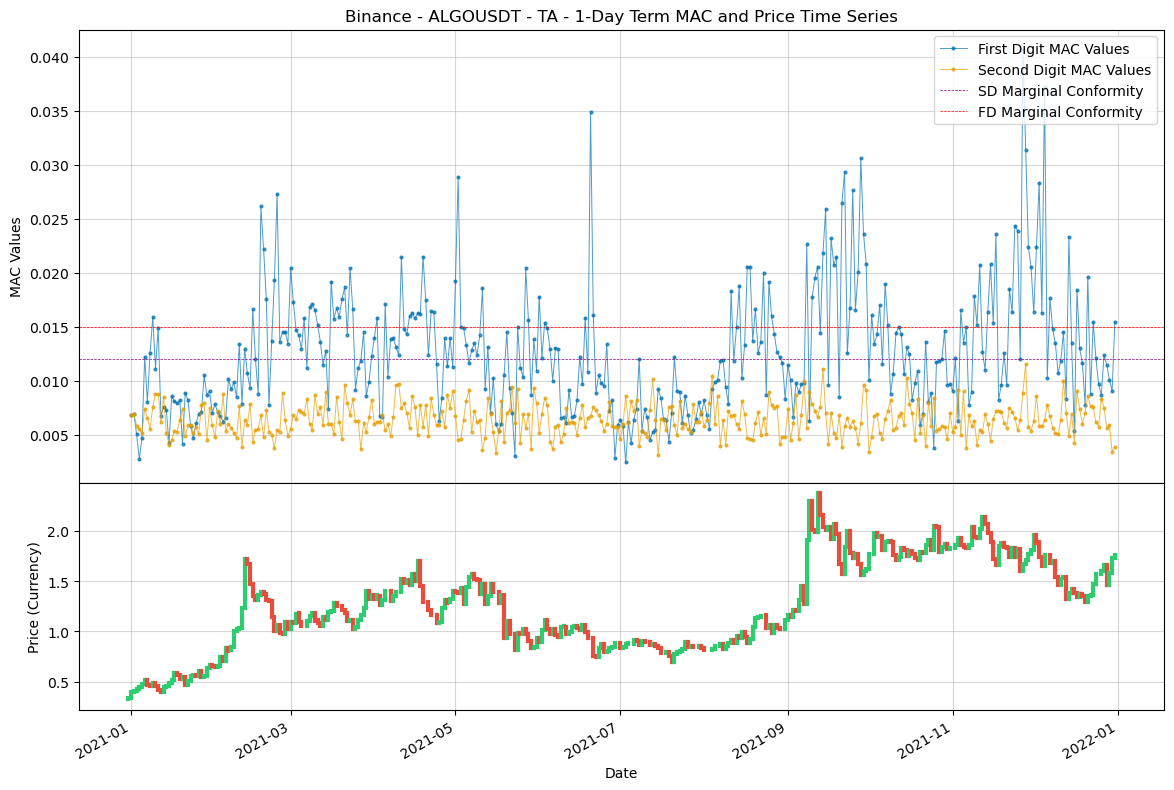 Binance - ALGOUSDT - TA - 1-Day Term MAC and Price Time Series
First Digit MAC Values
Second Digit MAC Values
SD Marginal Conformity
FD Marginal Conformity
MAC Values
0.040
0.035
0.030
0.025
0.020
0.015
0.010
0.005
Price (Currency)
2.0
1.5
1.0
0.5
2021-01
2021-03
2021-05
2021-07
2021-09
2021-11
2022-01
Date